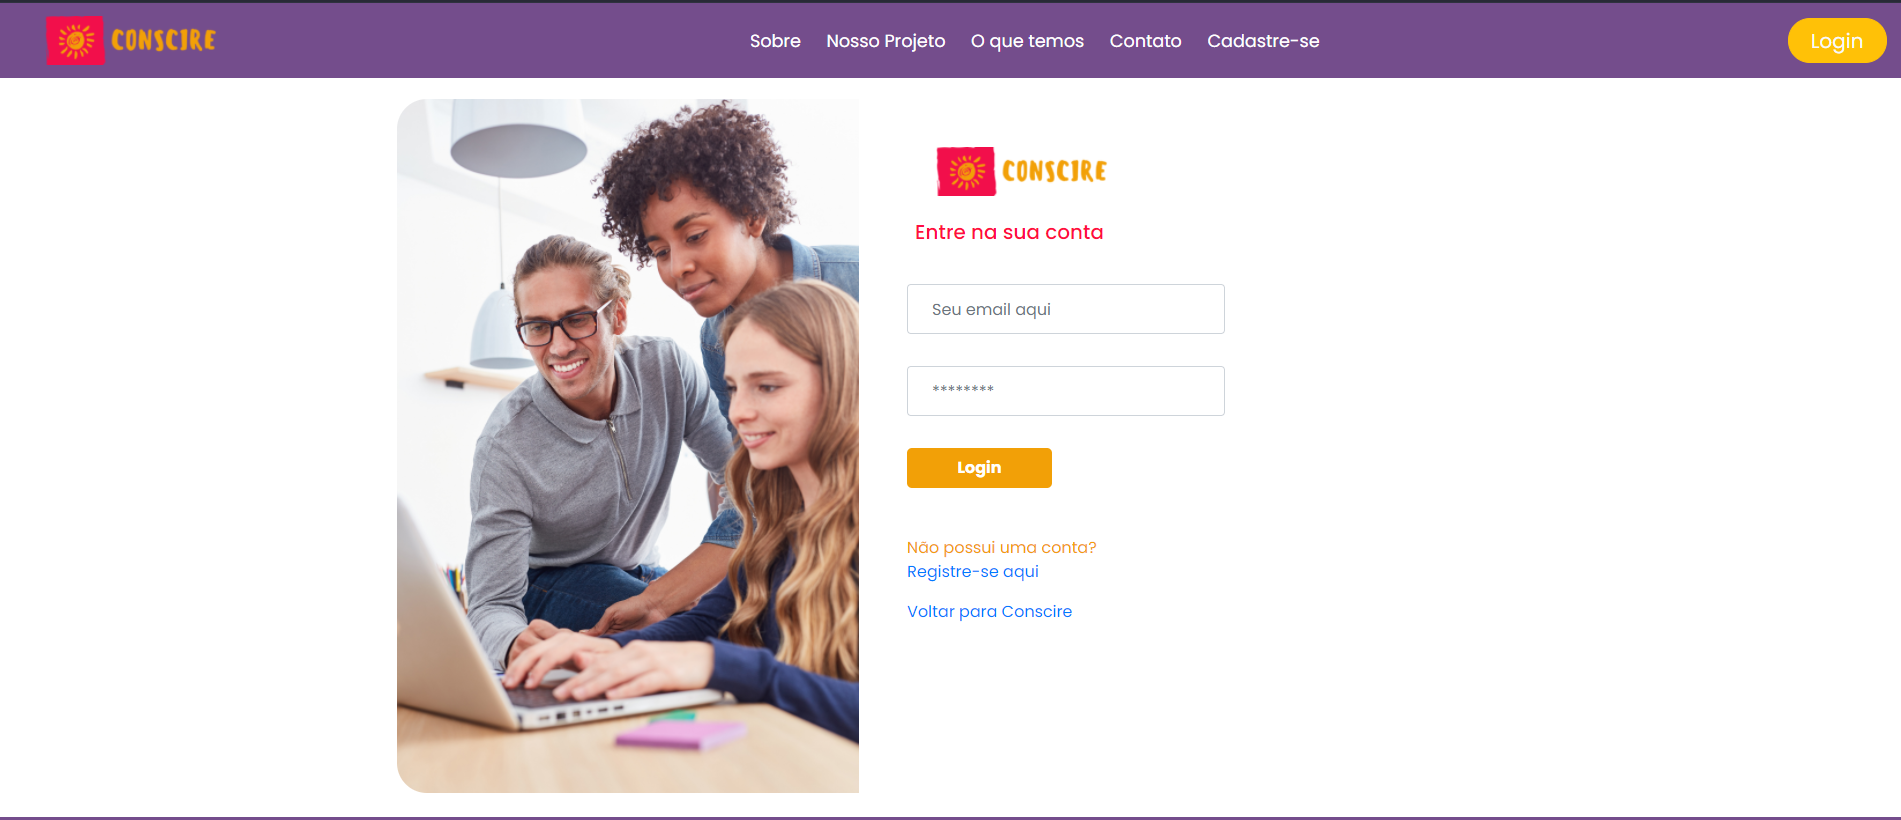 CONSCIRE
Sobre Nosso Projeto O que temos Contato Cadastre-se
Login
CONSCIRE
Entre na sua conta
Seu email aqui
********
Login
Não possui uma conta?
Registre-se aqui
Voltar para Conscire